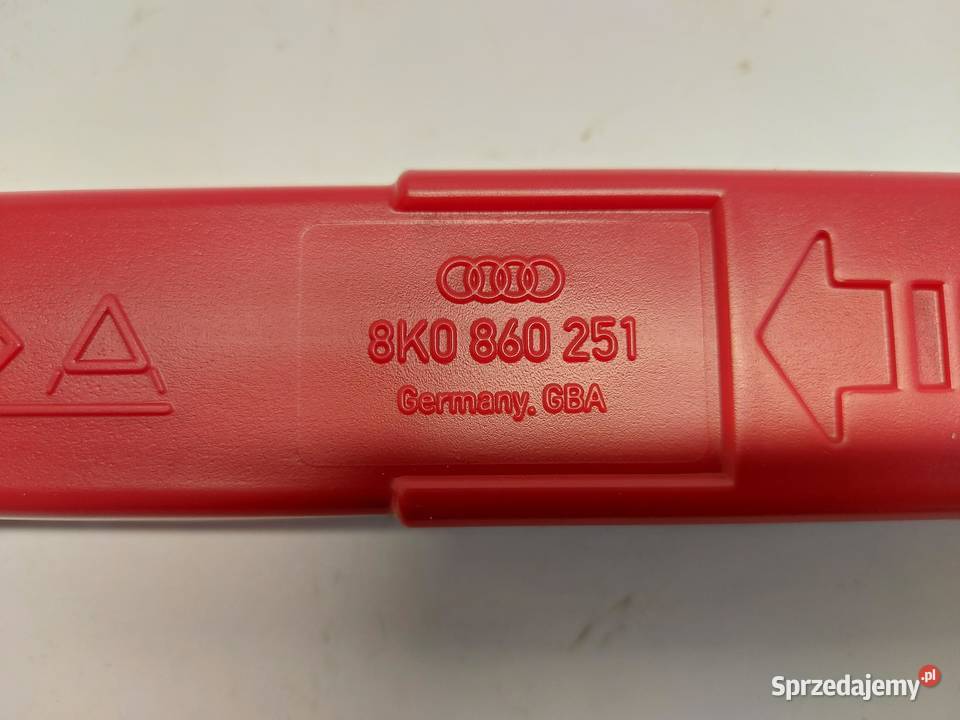 8K0 860 251
Germany. GBA
Sprzedajemy.pl